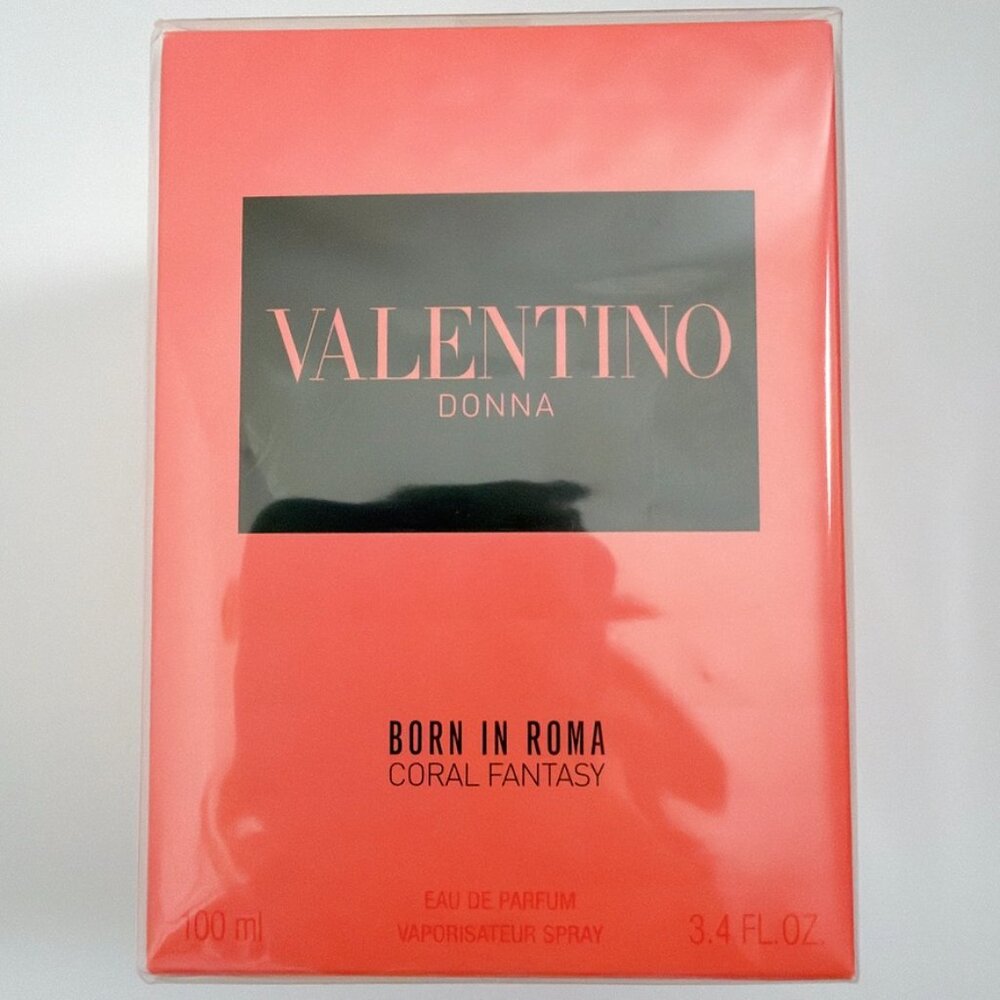 VALENTINO
DONNA
BORN IN ROMA
CORAL FANTASY
EAU DE PARFUM
100 ml VAPORISATEUR SPRAY 3.4 FL.OZ.